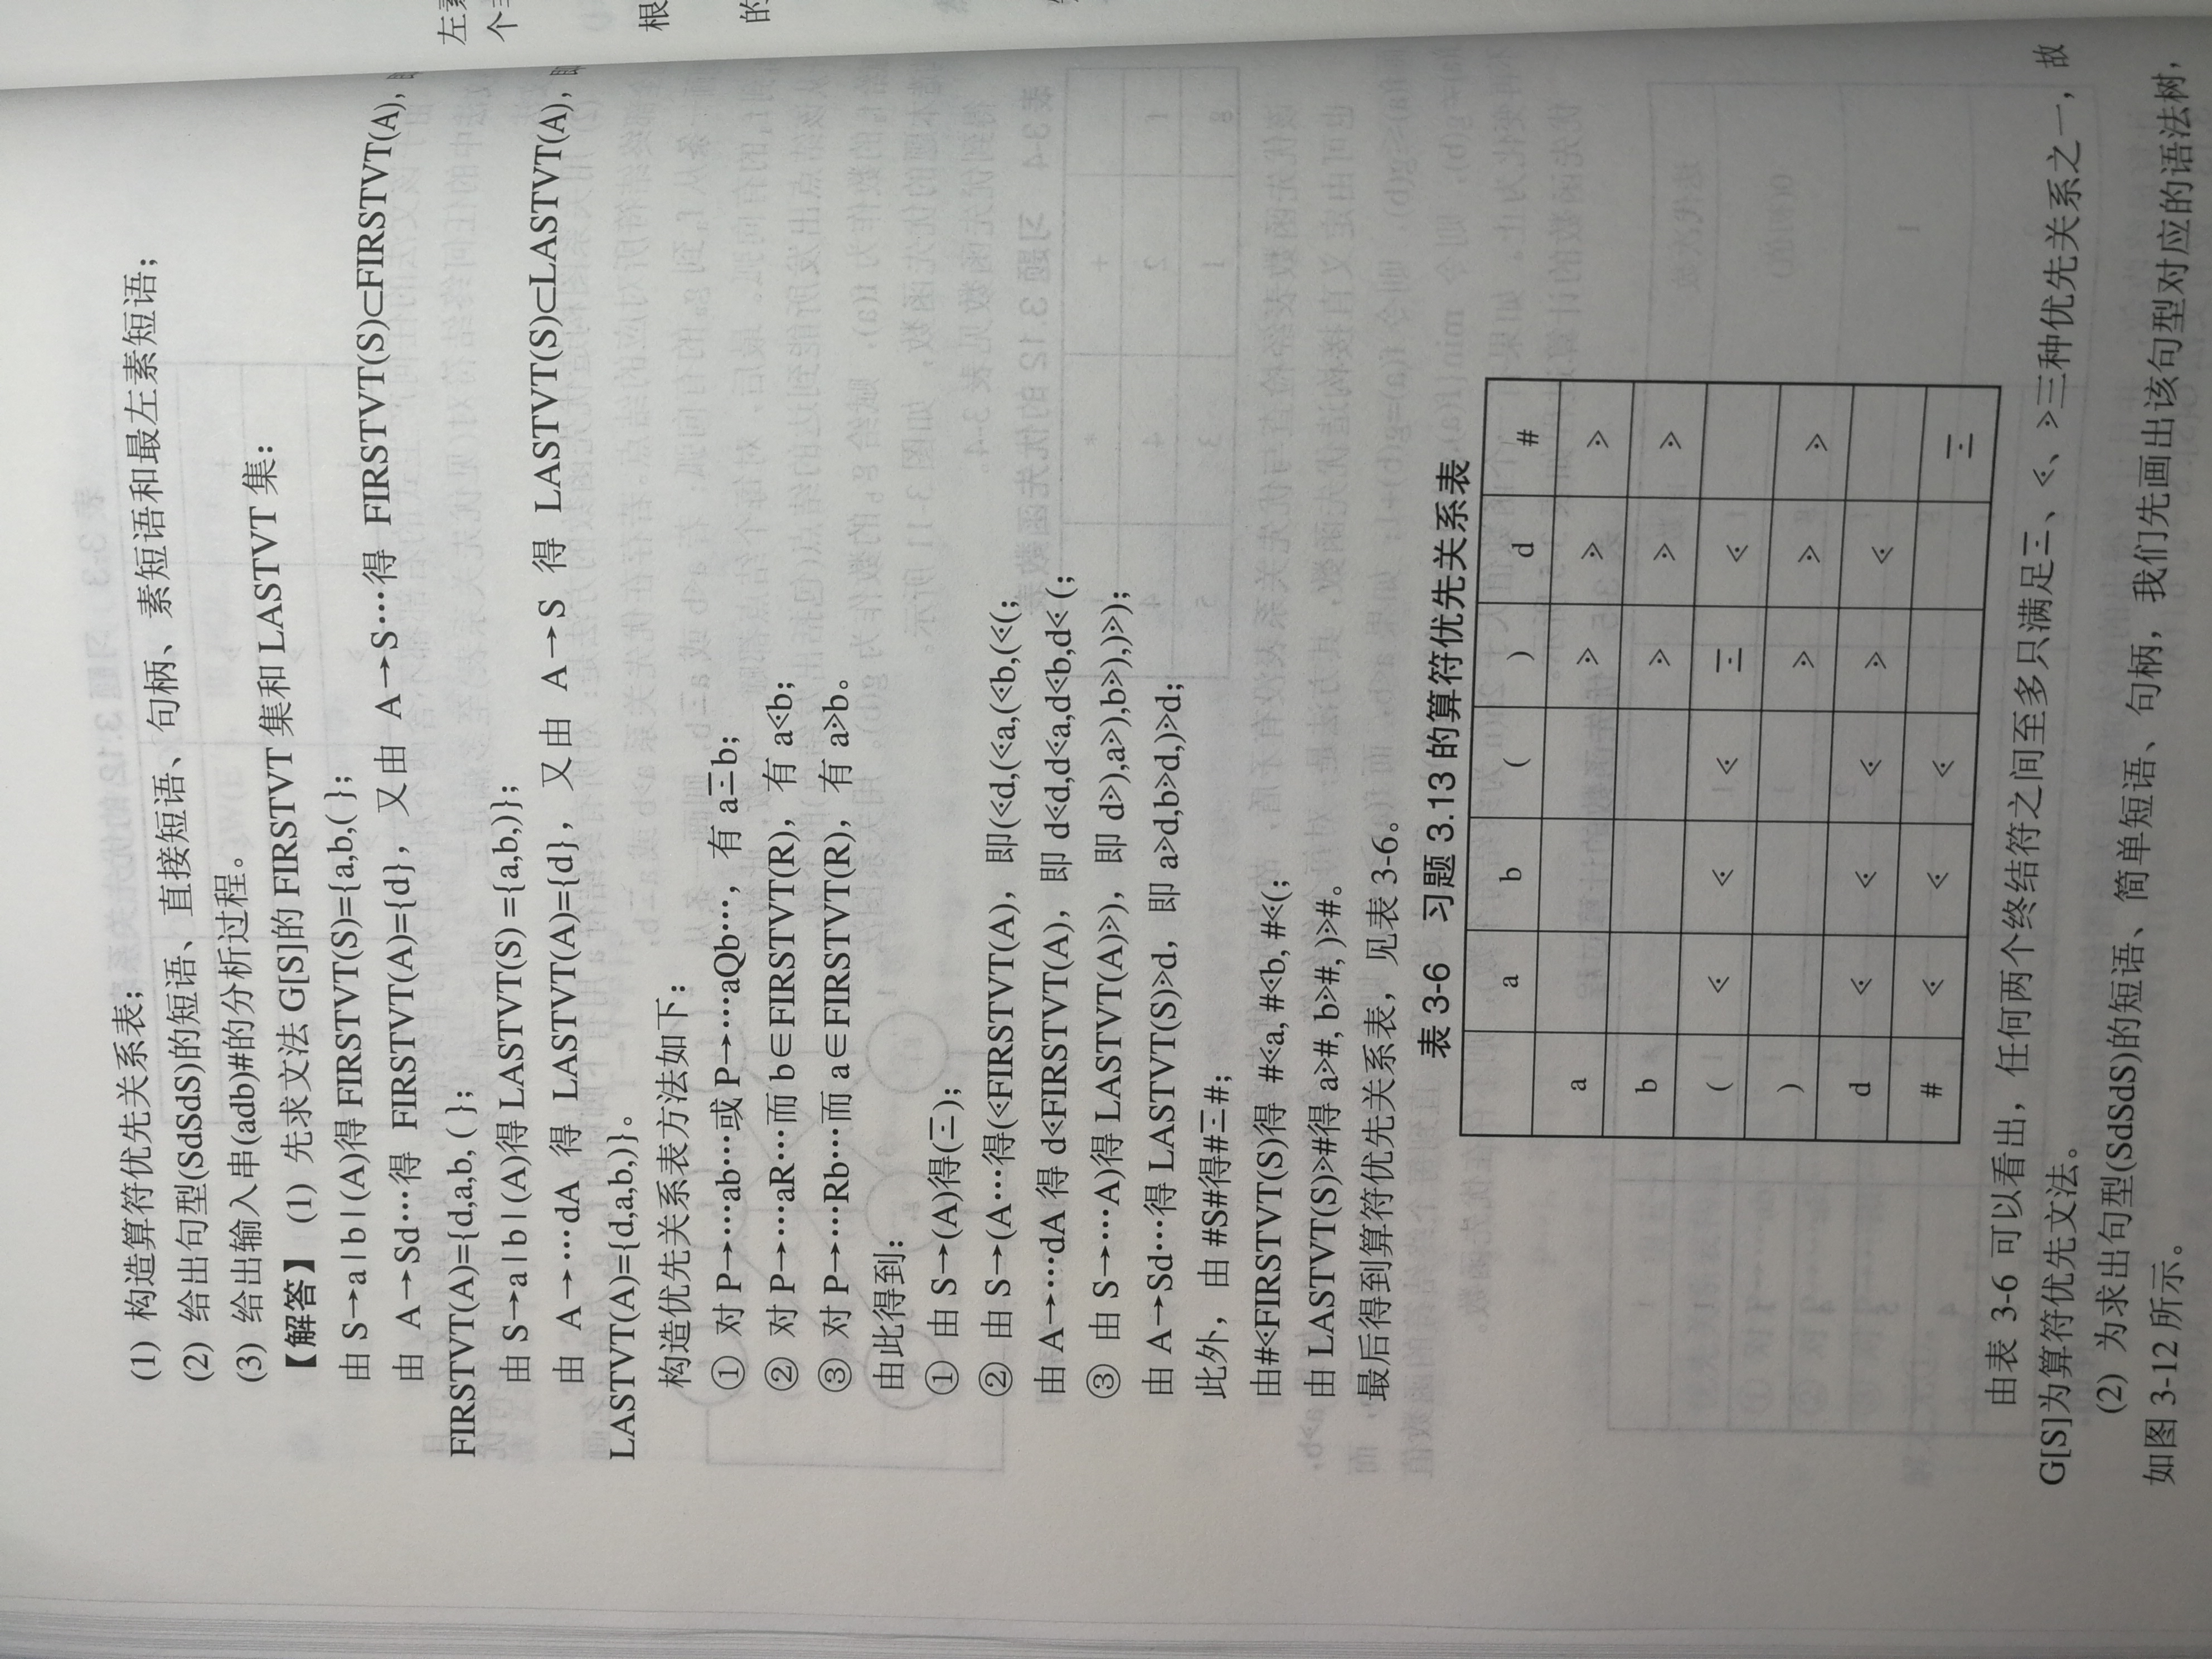 (1) 构造算符优先关系表;
(2) 给出句型(SdSdS)的短语、直接短语、句柄、素短语和最左素短语;
(3) 给出输入串(adb)#的分析过程。
【解答】 (1) 先求文法 G[S]的 FIRSTVT 集和 LASTVT 集:
由 S→a | b | (A)得 FIRSTVT(S)={a,b,( };
由 A→Sd⋯得 FIRSTVT(A)={d}, 又由 A→S⋯得 FIRSTVT(S)⊂FIRSTVT(A),
FIRSTVT(A)={d,a,b, ( };
由 S→a | b | (A)得 LASTVT(S) ={a,b,)};
由 A→⋯dA 得 LASTVT(A)={d}, 又由 A→S 得 LASTVT(S)⊂LASTVT(A),
LASTVT(A)={d,a,b,)}。
构造优先关系表方法如下:
① 对 P→⋯ab⋯或 P→⋯aQb⋯, 有 a≡b;
② 对 P→⋯aR⋯而 b∈FIRSTVT(R), 有 a⋖b;
③ 对 P→⋯Rb⋯而 a∈FIRSTVT(R), 有 a⋗b。
由此得到:
① 由 S→(A)得(≡);
② 由 S→(A⋯得(⋖FIRSTVT(A), 即(⋖d,(⋖a,(⋖b,(⋖(;
由 A→⋯dA 得 d⋖FIRSTVT(A), 即 d⋖d,d⋖a,d⋖b,d⋖ (;
③ 由 S→⋯A)得 LASTVT(A)⋗), 即 d⋗),a⋗),b⋗),)⋗);
由 A→Sd⋯得 LASTVT(S)⋗d, 即 a⋗d,b⋗d,)⋗d;
此外, 由 #S#得#≡#;
由#⋖FIRSTVT(S)得 #⋖a, #⋖b, #⋖(;
由 LASTVT(S)⋗#得 a⋗#, b⋗#, )⋗#。
最后得到算符优先关系表, 见表 3-6。
表 3-6 习题 3.13 的算符优先关系表
a b ( ) d #
a ⋗ ⋗ ⋗
b ⋗ ⋗ ⋗
( ⋖ ⋖ ⋖ ≡ ⋖
) ⋗ ⋗ ⋗
d ⋖ ⋖ ⋖ ⋗ ⋖
# ⋖ ⋖ ⋖ ≡
由表 3-6 可以看出, 任何两个终结符之间至多只满足≡、⋖、⋗三种优先关系之一, 故
G[S]为算符优先文法。
(2) 为求出句型(SdSdS)的短语、简单短语、句柄, 我们先画出该句型对应的语法树,
如图 3-12 所示。